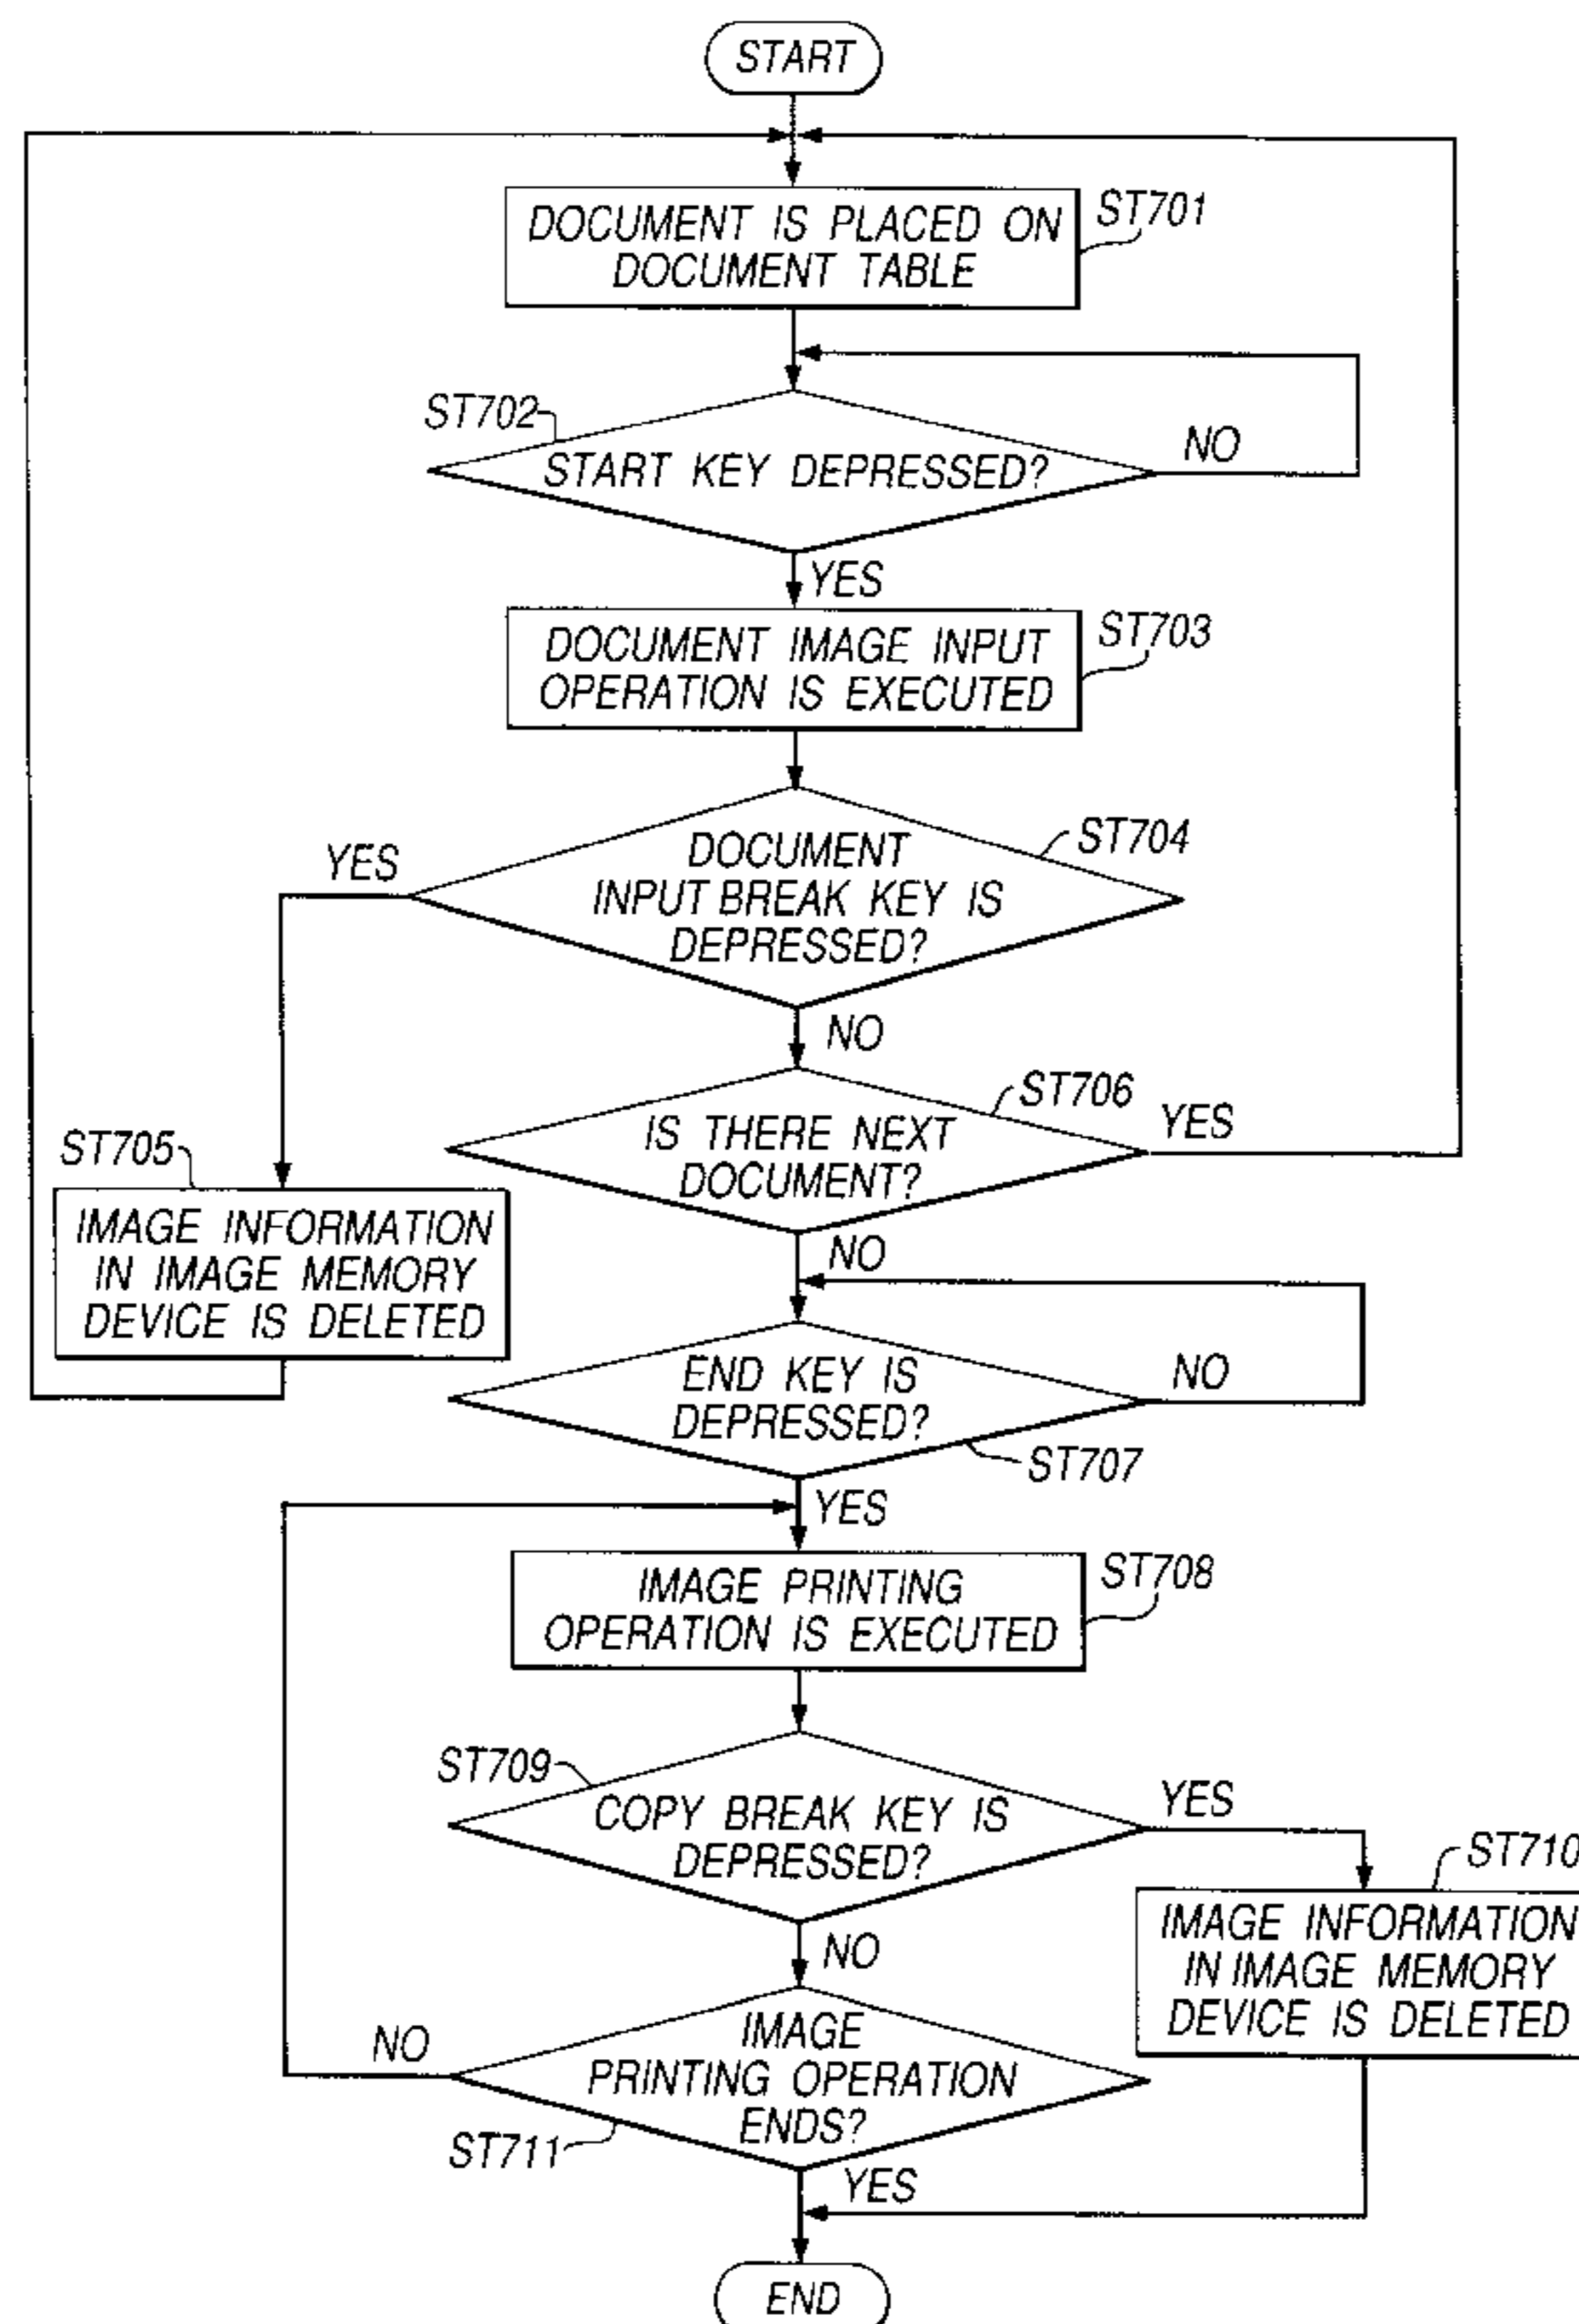 START
DOCUMENT IS PLACED ON
DOCUMENT TABLE
ST701
ST702
START KEY DEPRESSED?
NO
YES
DOCUMENT IMAGE INPUT
OPERATION IS EXECUTED
ST703
DOCUMENT
INPUT BREAK KEY IS
DEPRESSED?
ST704
YES
NO
IS THERE NEXT
DOCUMENT?
ST706
YES
ST705
IMAGE INFORMATION
IN IMAGE MEMORY
DEVICE IS DELETED
NO
END KEY IS
DEPRESSED?
NO
ST707
YES
IMAGE PRINTING
OPERATION IS EXECUTED
ST708
ST709
COPY BREAK KEY IS
DEPRESSED?
YES
ST710
IMAGE INFORMATION
IN IMAGE MEMORY
DEVICE IS DELETED
NO
IMAGE
PRINTING OPERATION
ENDS?
NO
ST711
YES
END